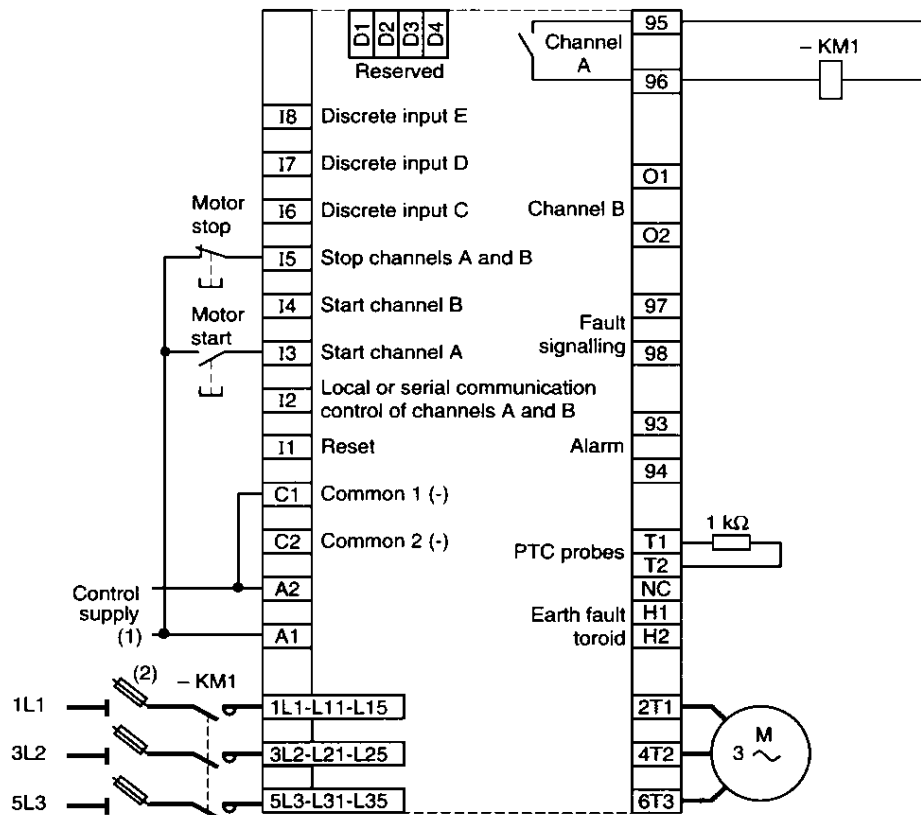 D1
D2
D3
D4
Reserved
Channel
A
95
– KM1
96
I8 Discrete input E
I7 Discrete input D
O1
Motor
stop
I6 Discrete input C
Channel B
O2
I5 Stop channels A and B
I4 Start channel B
97
Motor
start
Fault
signalling
I3 Start channel A
98
I2 Local or serial communication
control of channels A and B
93
I1 Reset
Alarm
94
C1 Common 1 (-)
1 kΩ
C2 Common 2 (-)
PTC probes
T1
T2
Control
supply
(1)
A2
NC
Earth fault
toroid
H1
H2
A1
(2)
– KM1
1L1
1L1-L11-L15
2T1
M
3 ~
3L2
3L2-L21-L25
4T2
5L3
5L3-L31-L35
6T3